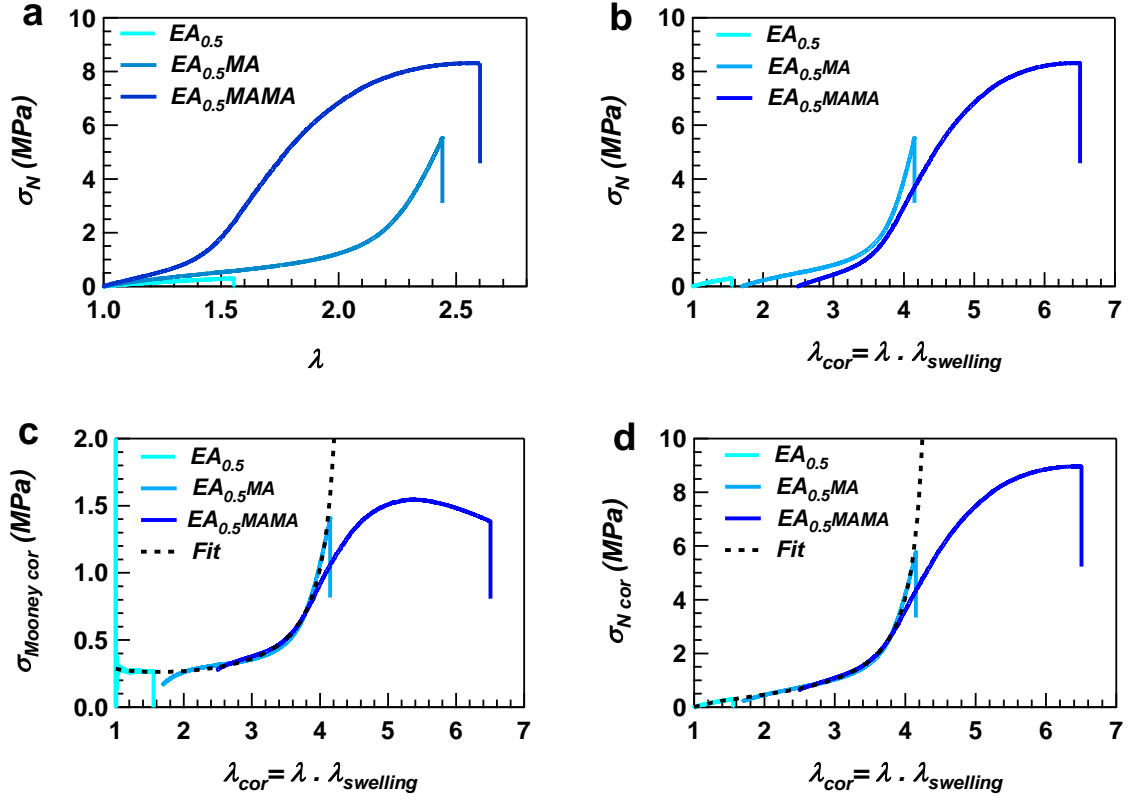 a
10
8
6
4
2
0
σN (MPa)
EA0.5
EA0.5MA
EA0.5MAMA
1.0 1.5 2.0 2.5
λ
b
10
8
6
4
2
0
σN (MPa)
EA0.5
EA0.5MA
EA0.5MAMA
1 2 3 4 5 6 7
λcor= λ . λswelling
c
2.0
1.5
1.0
0.5
0.0
σMooney cor (MPa)
EA0.5
EA0.5MA
EA0.5MAMA
Fit
1 2 3 4 5 6 7
λcor= λ . λswelling
d
10
8
6
4
2
0
σN cor (MPa)
EA0.5
EA0.5MA
EA0.5MAMA
Fit
1 2 3 4 5 6 7
λcor= λ . λswelling